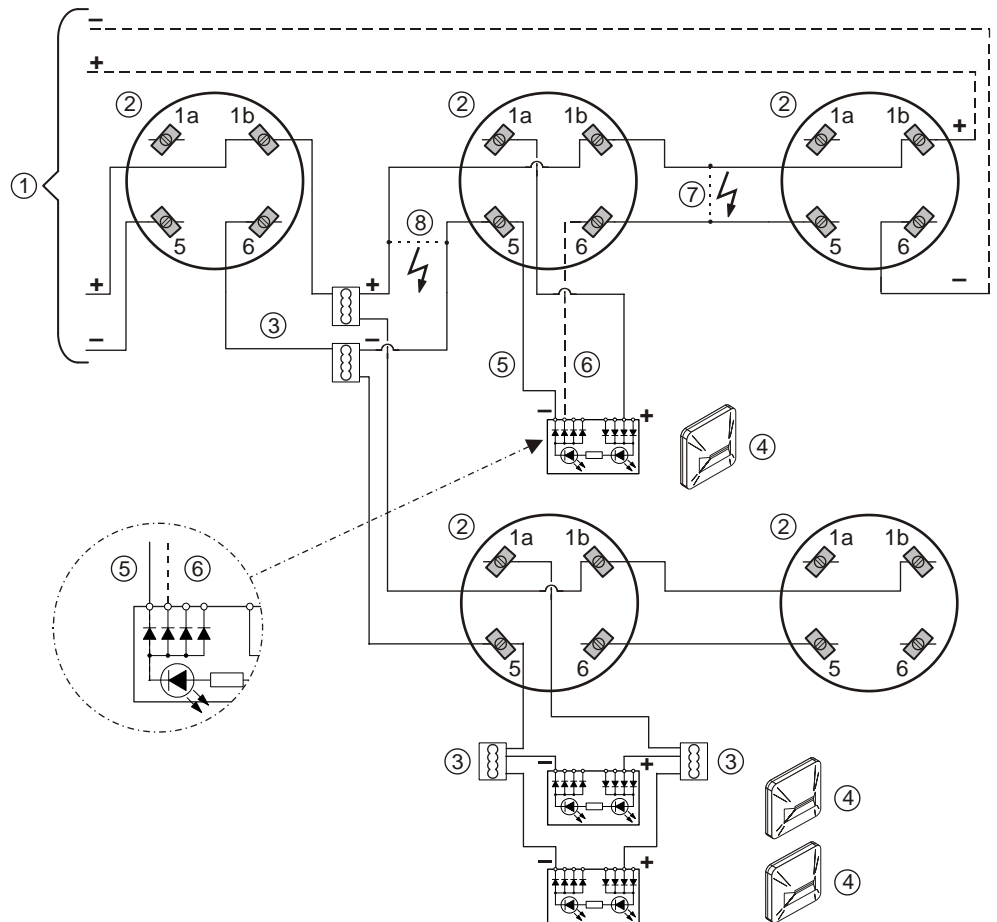 −
+
② 1a 1b ② 1a 1b ② 1a 1b
+
①
⑦
5 6 ⑧ 5 6 5 6
+ + −
③
− −
⑤ ⑥
− +
④
② 1a 1b ② 1a 1b
⑤ ⑥
5 6 5 6
③ − + ③
④
− +
④